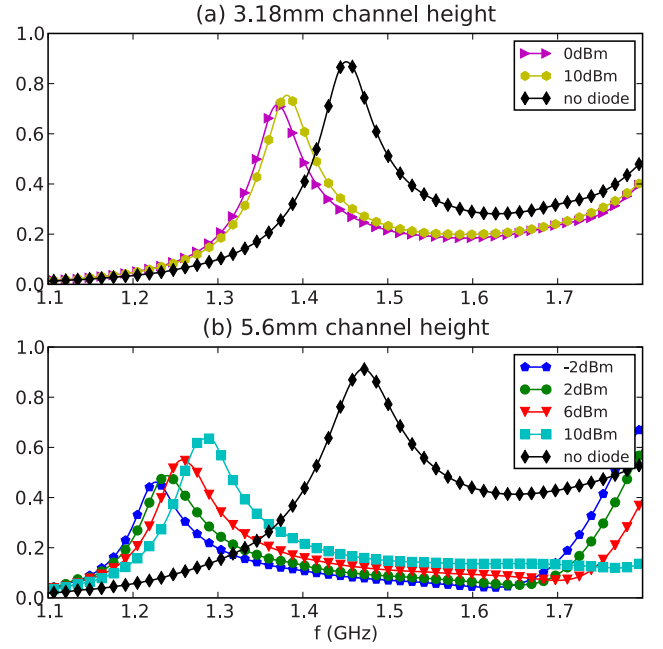 (a) 3.18mm channel height
1.0
0.8
0.6
0.4
0.2
0.0
0dBm
10dBm
no diode
1.1 1.2 1.3 1.4 1.5 1.6 1.7
(b) 5.6mm channel height
1.0
0.8
0.6
0.4
0.2
0.0
-2dBm
2dBm
6dBm
10dBm
no diode
1.1 1.2 1.3 1.4 1.5 1.6 1.7
f (GHz)